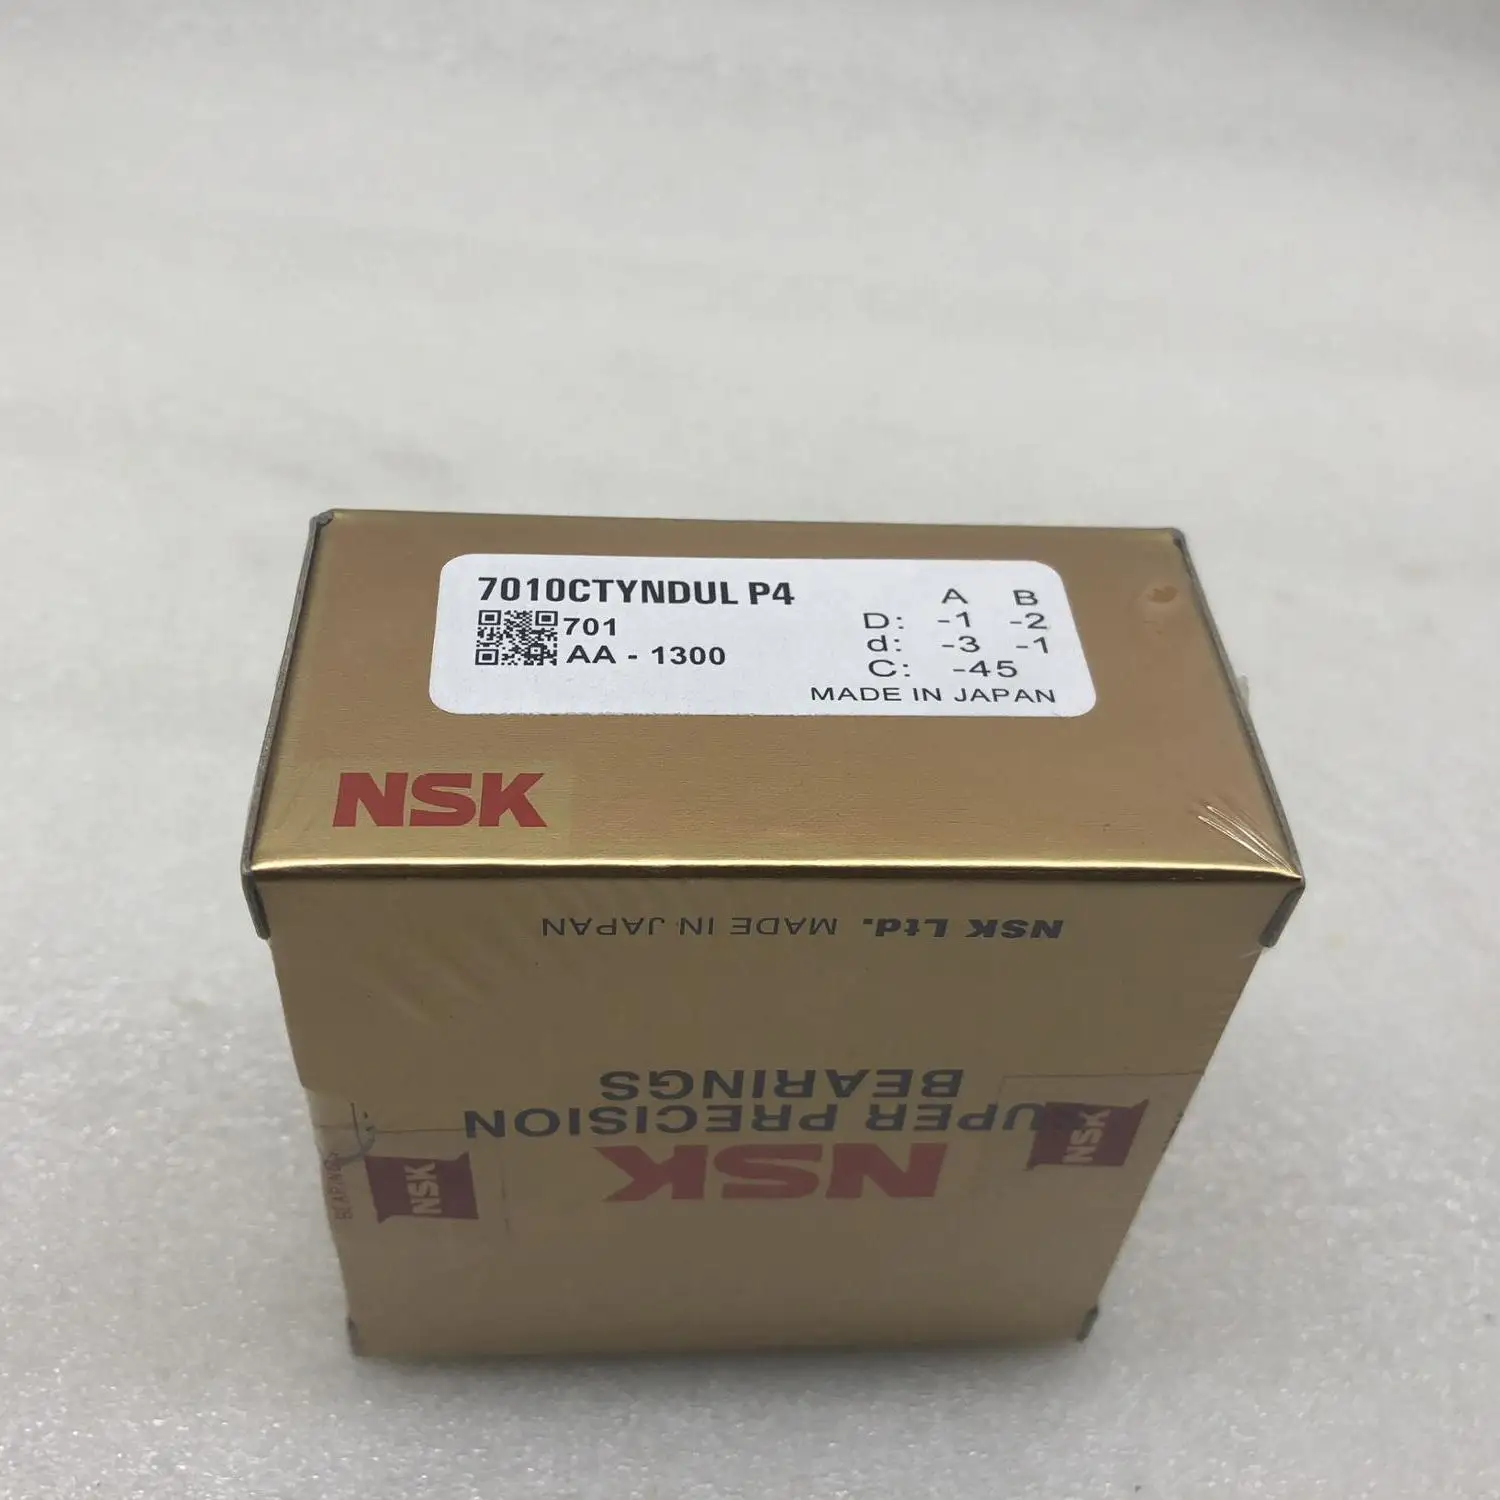 7010CTYNDUL P4
701
AA - 1300
A B
D: -1 -2
d: -3 -1
C: -45
MADE IN JAPAN
NSK
NSK Ltd. MADE IN JAPAN
NSK
SUPER PRECISION
BEARINGS
NSK
NSK
BEARINGS